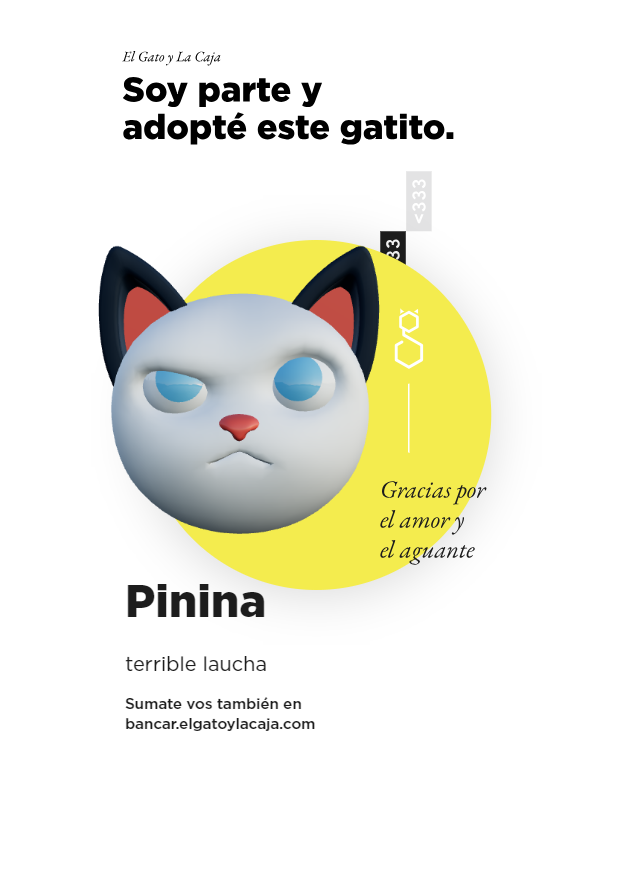 El Gato y La Caja
Soy parte y
adopté este gatito.
<333
33
Gracias por
el amor y
el aguante
Pinina
terrible laucha
Sumate vos también en
bancar.elgatoylacaja.com